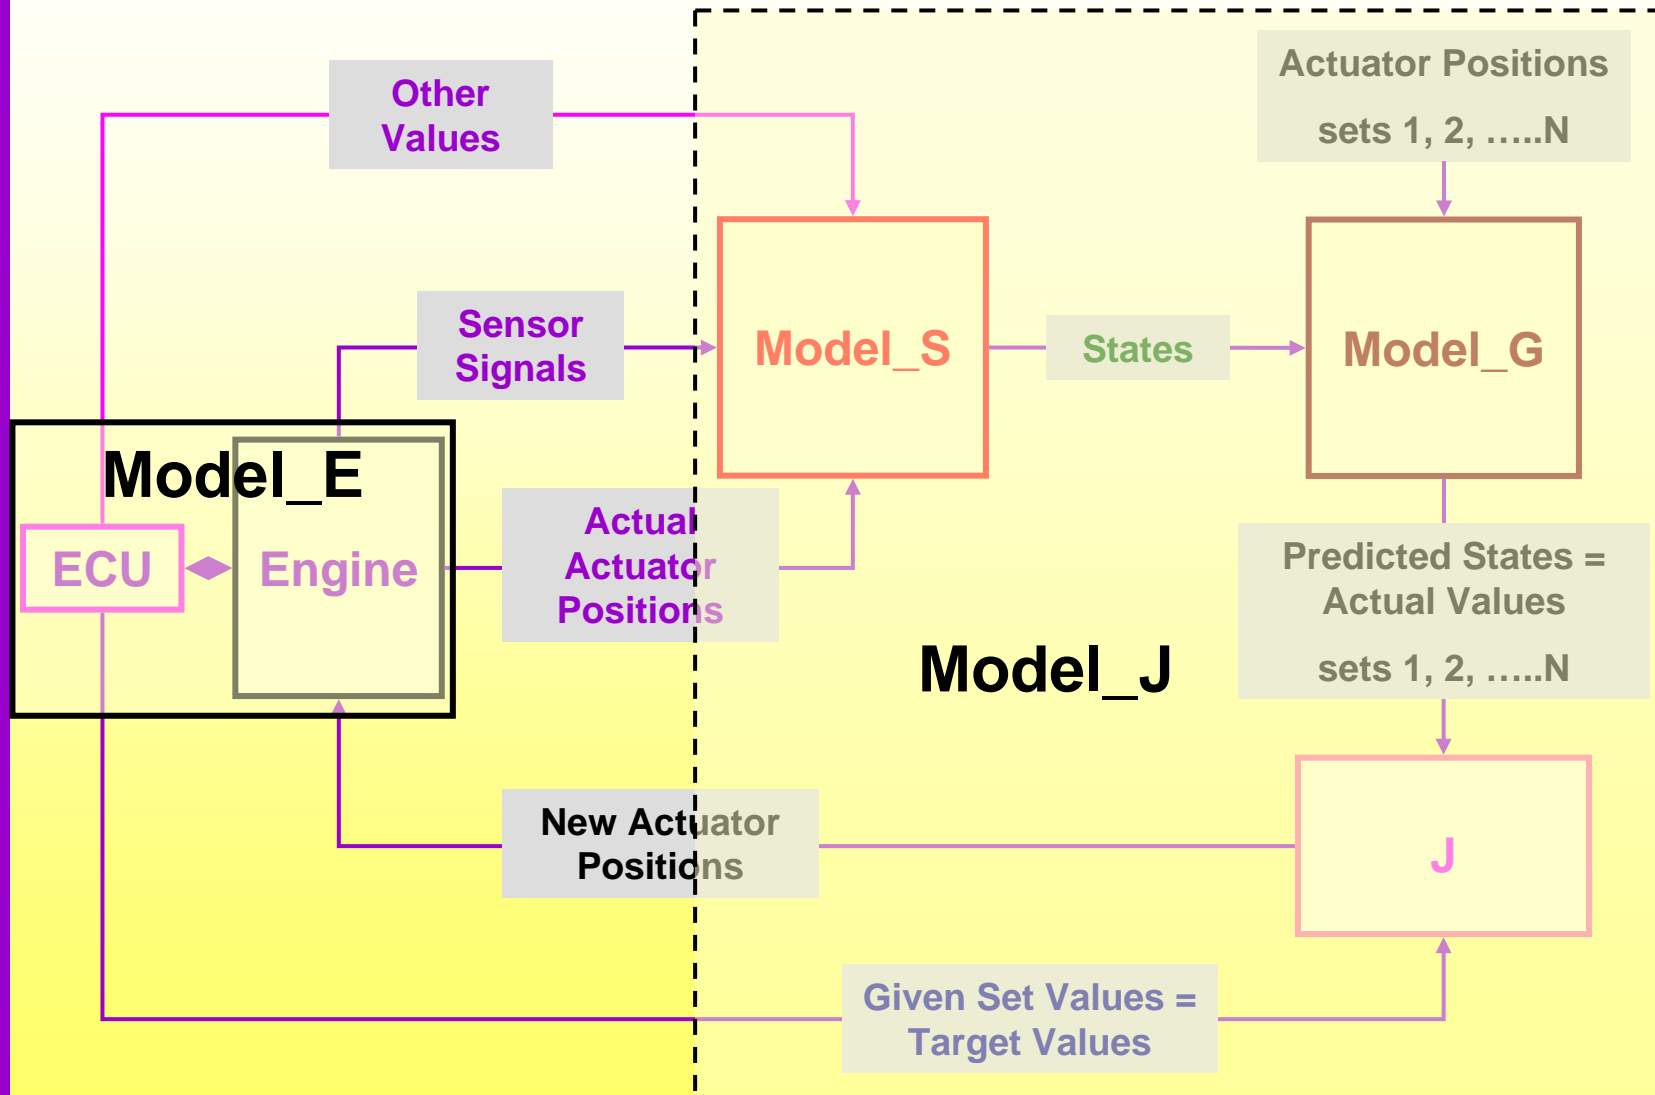 Other
Values
Actuator Positions
sets 1, 2, …..N
Sensor
Signals
Model_S
States
Model_G
Model_E
ECU
Engine
Actual
Actuator
Positions
Predicted States =
Actual Values
sets 1, 2, …..N
Model_J
New Actuator
Positions
J
Given Set Values =
Target Values